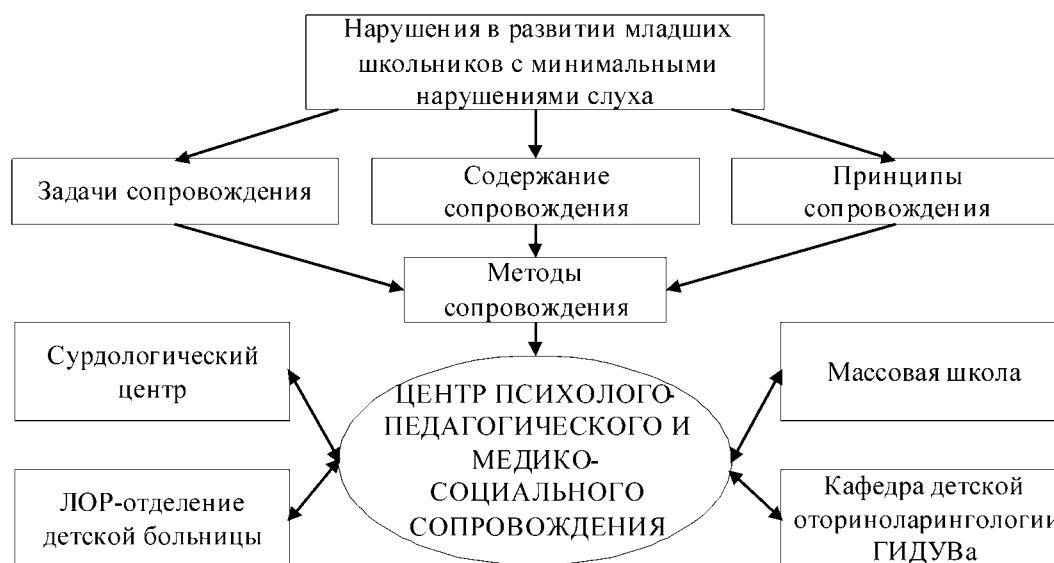 Нарушения в развитии младших
школьников с минимальными
нарушениями слуха
Задачи сопровождения
Содержание
сопровождения
Принципы
сопровождения
Методы
сопровождения
Сурдологический
центр
ЦЕНТР ПСИХОЛОГО-
ПЕДАГОГИЧЕСКОГО И
МЕДИКО-
СОЦИАЛЬНОГО
СОПРОВОЖДЕНИЯ
Массовая школа
ЛОР-отделение
детской больницы
Кафедра детской
оториноларингологии
ГИДУВа